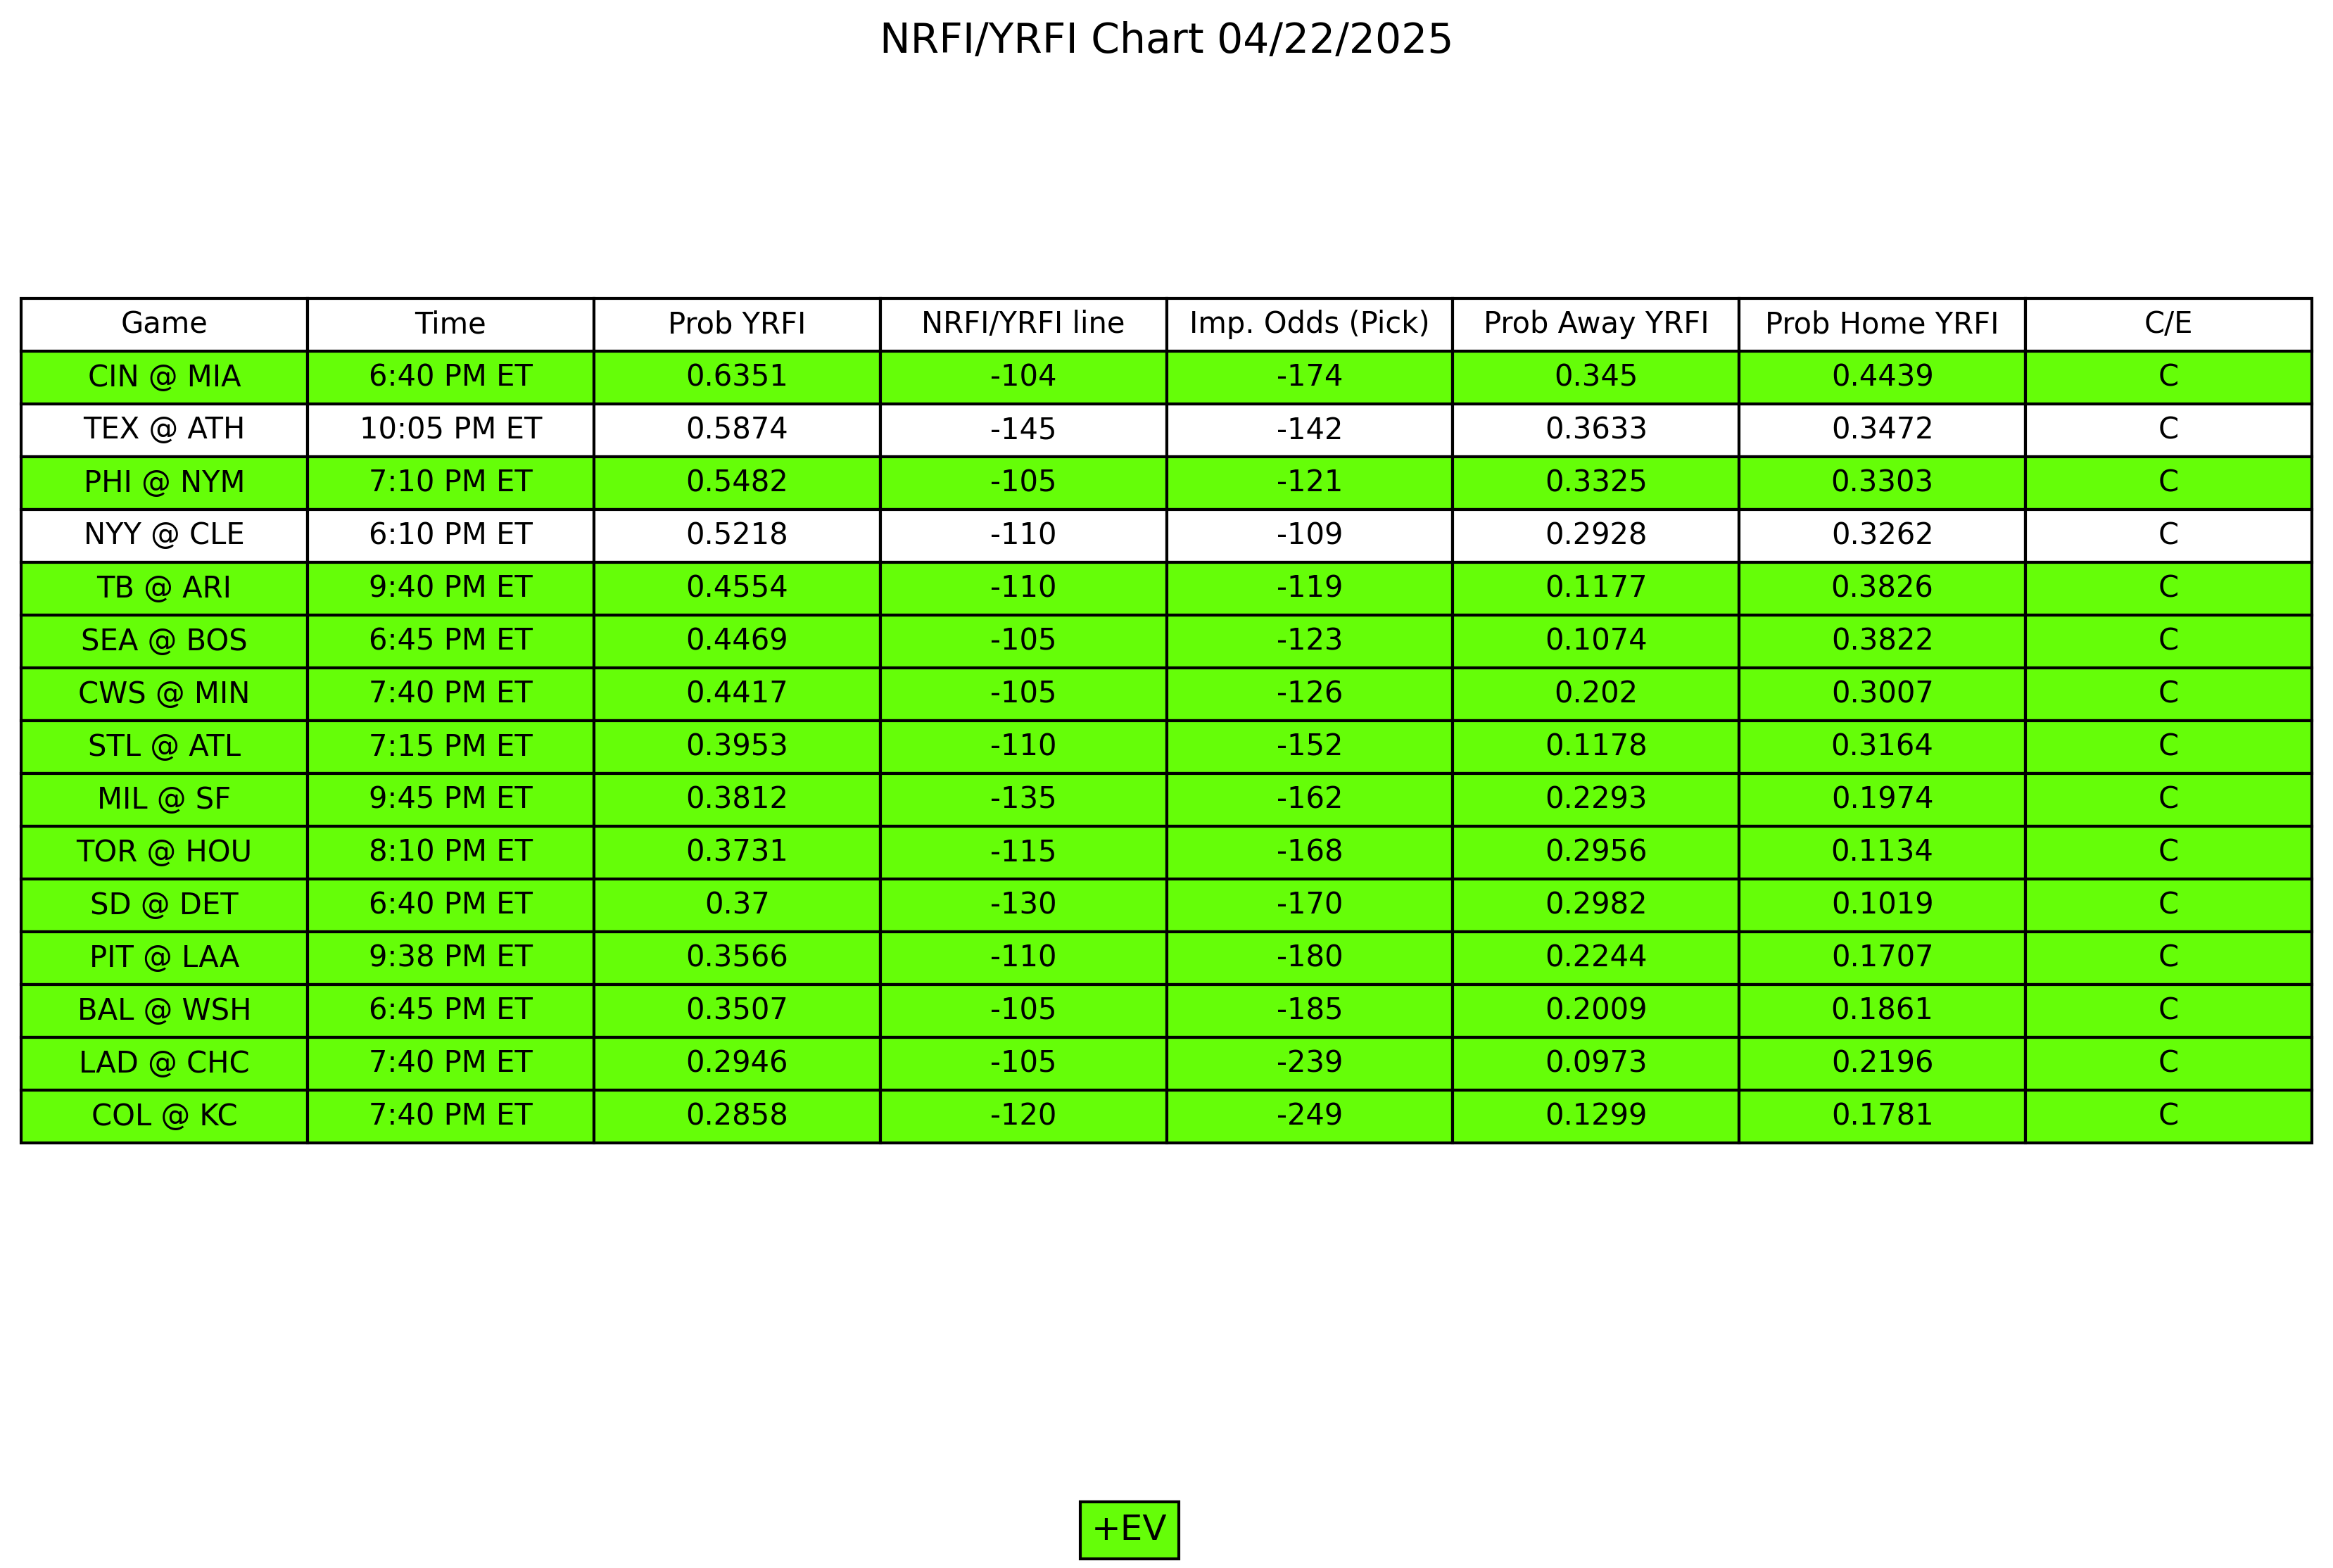 NRFI/YRFI Chart 04/22/2025
Game Time Prob YRFI NRFI/YRFI line Imp. Odds (Pick) Prob Away YRFI Prob Home YRFI C/E
CIN @ MIA 6:40 PM ET 0.6351 -104 -174 0.345 0.4439 C
TEX @ ATH 10:05 PM ET 0.5874 -145 -142 0.3633 0.3472 C
PHI @ NYM 7:10 PM ET 0.5482 -105 -121 0.3325 0.3303 C
NYY @ CLE 6:10 PM ET 0.5218 -110 -109 0.2928 0.3262 C
TB @ ARI 9:40 PM ET 0.4554 -110 -119 0.1177 0.3826 C
SEA @ BOS 6:45 PM ET 0.4469 -105 -123 0.1074 0.3822 C
CWS @ MIN 7:40 PM ET 0.4417 -105 -126 0.202 0.3007 C
STL @ ATL 7:15 PM ET 0.3953 -110 -152 0.1178 0.3164 C
MIL @ SF 9:45 PM ET 0.3812 -135 -162 0.2293 0.1974 C
TOR @ HOU 8:10 PM ET 0.3731 -115 -168 0.2956 0.1134 C
SD @ DET 6:40 PM ET 0.37 -130 -170 0.2982 0.1019 C
PIT @ LAA 9:38 PM ET 0.3566 -110 -180 0.2244 0.1707 C
BAL @ WSH 6:45 PM ET 0.3507 -105 -185 0.2009 0.1861 C
LAD @ CHC 7:40 PM ET 0.2946 -105 -239 0.0973 0.2196 C
COL @ KC 7:40 PM ET 0.2858 -120 -249 0.1299 0.1781 C
+EV